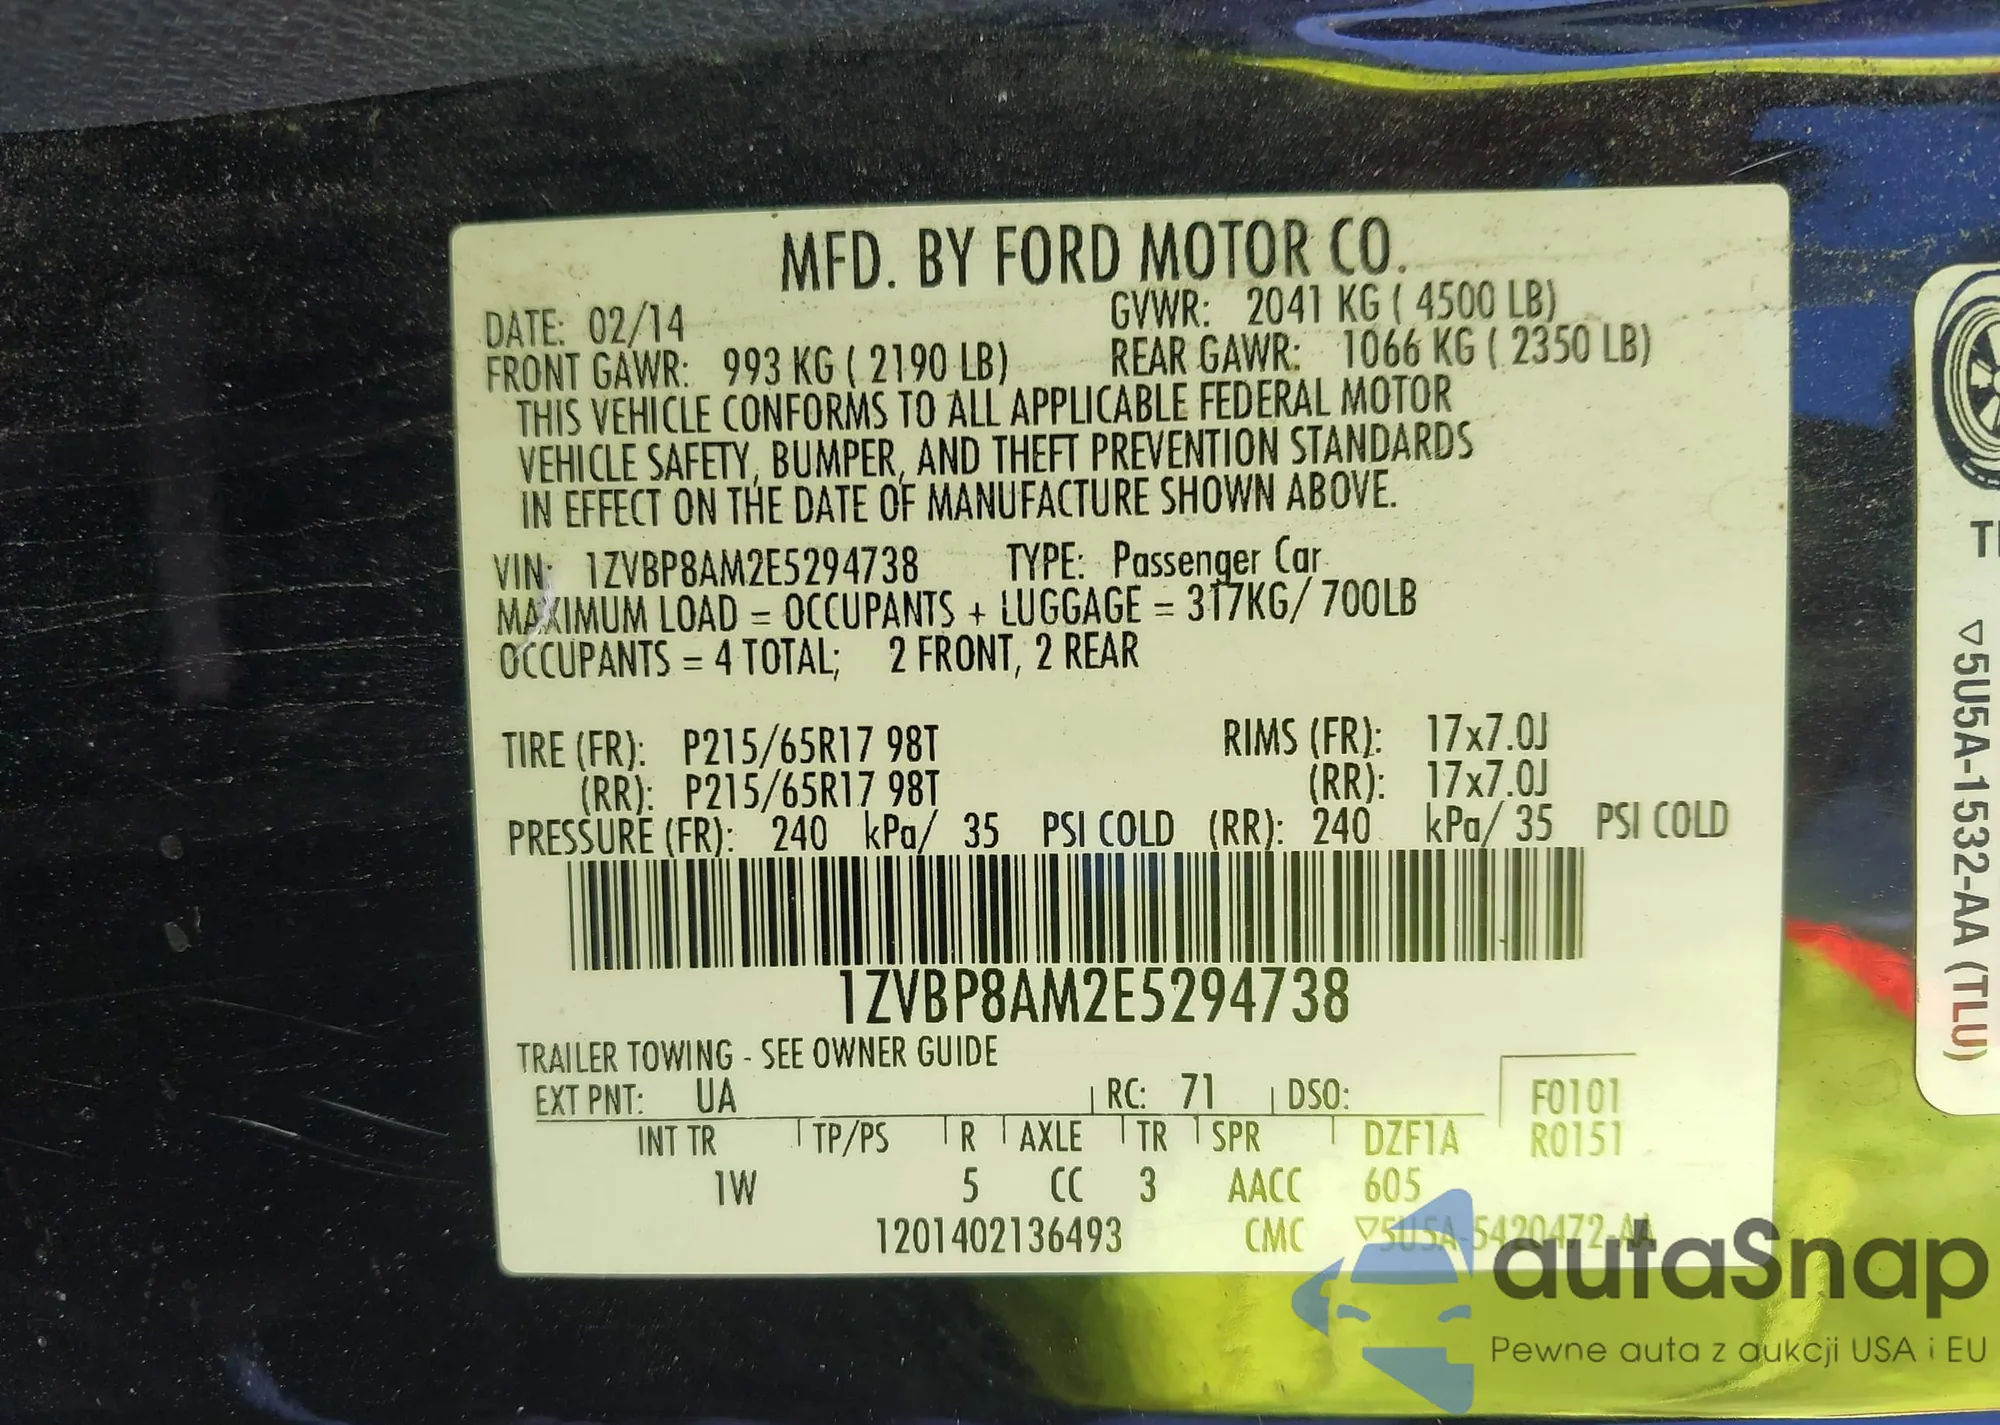 MFD. BY FORD MOTOR CO.
DATE: 02/14 GVWR: 2041 KG ( 4500 LB)
FRONT GAWR: 993 KG ( 2190 LB) REAR GAWR: 1066 KG ( 2350 LB)
THIS VEHICLE CONFORMS TO ALL APPLICABLE FEDERAL MOTOR
VEHICLE SAFETY, BUMPER, AND THEFT PREVENTION STANDARDS
IN EFFECT ON THE DATE OF MANUFACTURE SHOWN ABOVE.
VIN: 1ZVBP8AM2E5294738 TYPE: Passenger Car
MAXIMUM LOAD = OCCUPANTS + LUGGAGE = 317KG/ 700LB
OCCUPANTS = 4 TOTAL; 2 FRONT, 2 REAR
TIRE (FR): P215/65R17 98T RIMS (FR): 17x7.0J
(RR): P215/65R17 98T (RR): 17x7.0J
PRESSURE (FR): 240 kPa/ 35 PSI COLD (RR): 240 kPa/ 35 PSI COLD
1ZVBP8AM2E5294738
TRAILER TOWING - SEE OWNER GUIDE
EXT PNT: UA RC: 71 DSO: F0101
INT TR TP/PS R AXLE TR SPR DZF1A R0151
1W 5 CC 3 AACC 605
1201402136493 CMC ▽5U5A-5420472-AA
▽5U5A-1532-AA (TLU)
autaSnap
Pewne auta z aukcji USA i EU